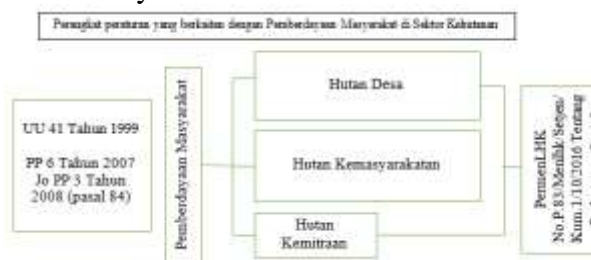 Perangkat peraturan yang berkaitan dengan Pemberdayaan Masyarakat di Sektor Kehutanan
UU 41 Tahun 1999
PP 6 Tahun 2007
Jo PP 3 Tahun
2008 (pasal 84)
Pemberdayaan Masyarakat
Hutan Desa
Hutan Kemasyarakatan
Hutan
Kemitraan
PermenLHK
No.P.83/Menlhk/Setjen/
Kum.1/10/2016 Tentang